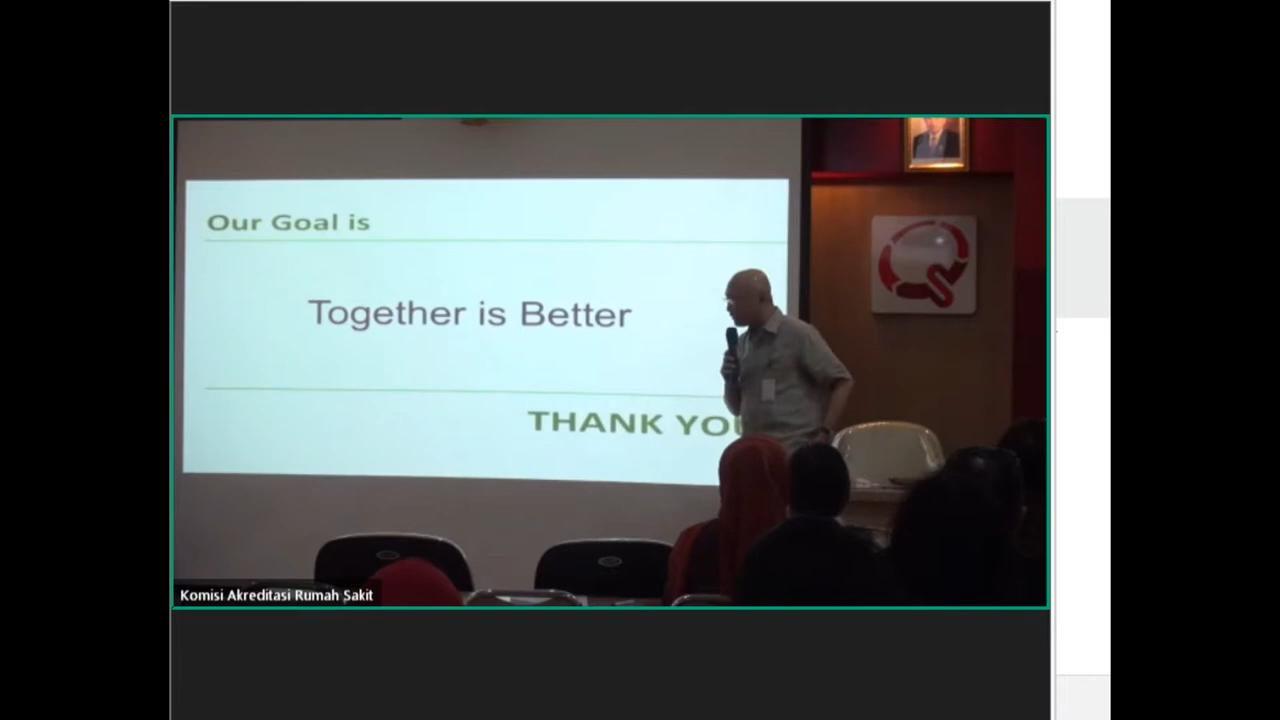 Our Goal is
Together is Better
THANK YOU
Komisi Akreditasi Rumah Sakit